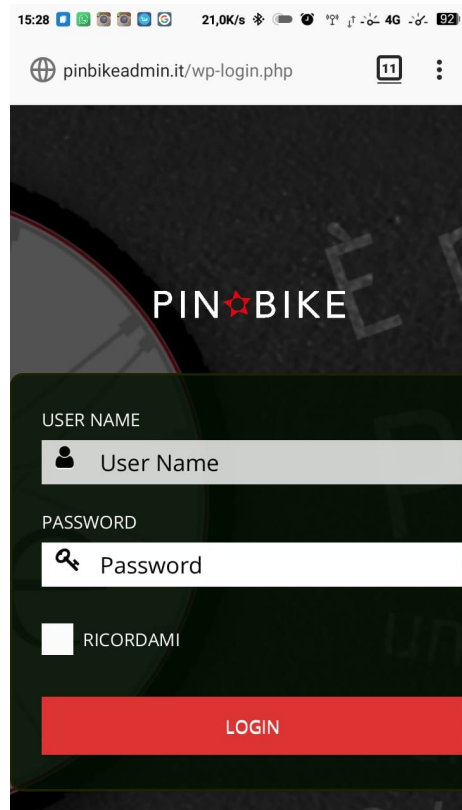 15:28 21,0K/s 4G 92
pinbikeadmin.it/wp-login.php 11
PIN BIKE
USER NAME
User Name
PASSWORD
Password
RICORDAMI
LOGIN